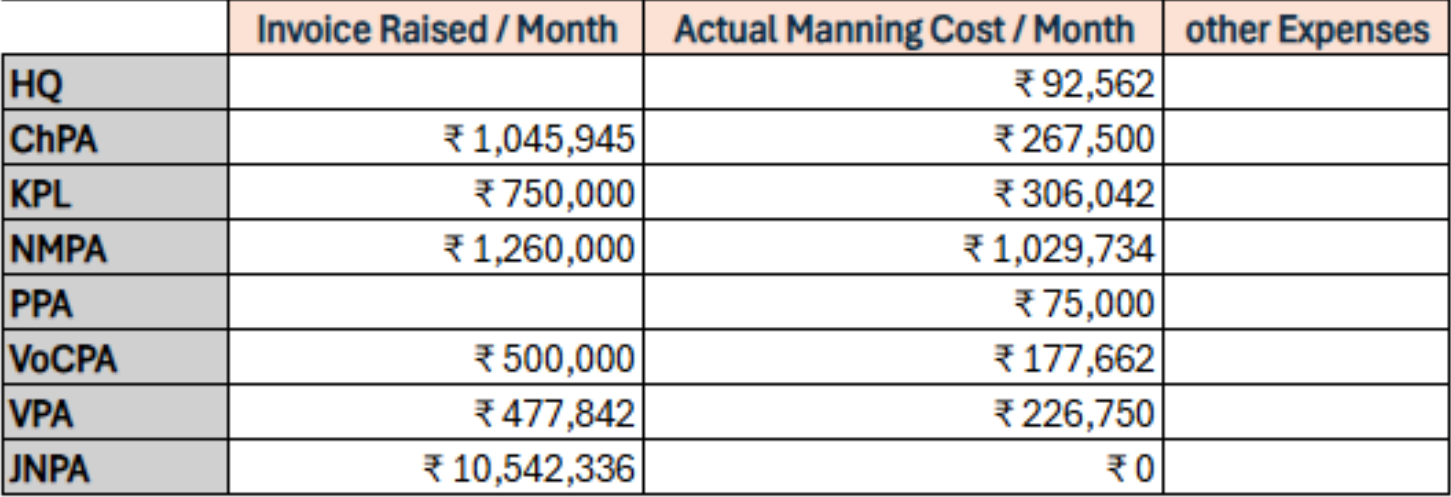 Invoice Raised / Month Actual Manning Cost / Month other Expenses
HQ ₹ 92,562
ChPA ₹ 1,045,945 ₹ 267,500
KPL ₹ 750,000 ₹ 306,042
NMPA ₹ 1,260,000 ₹ 1,029,734
PPA ₹ 75,000
VoCPA ₹ 500,000 ₹ 177,662
VPA ₹ 477,842 ₹ 226,750
JNPA ₹ 10,542,336 ₹ 0